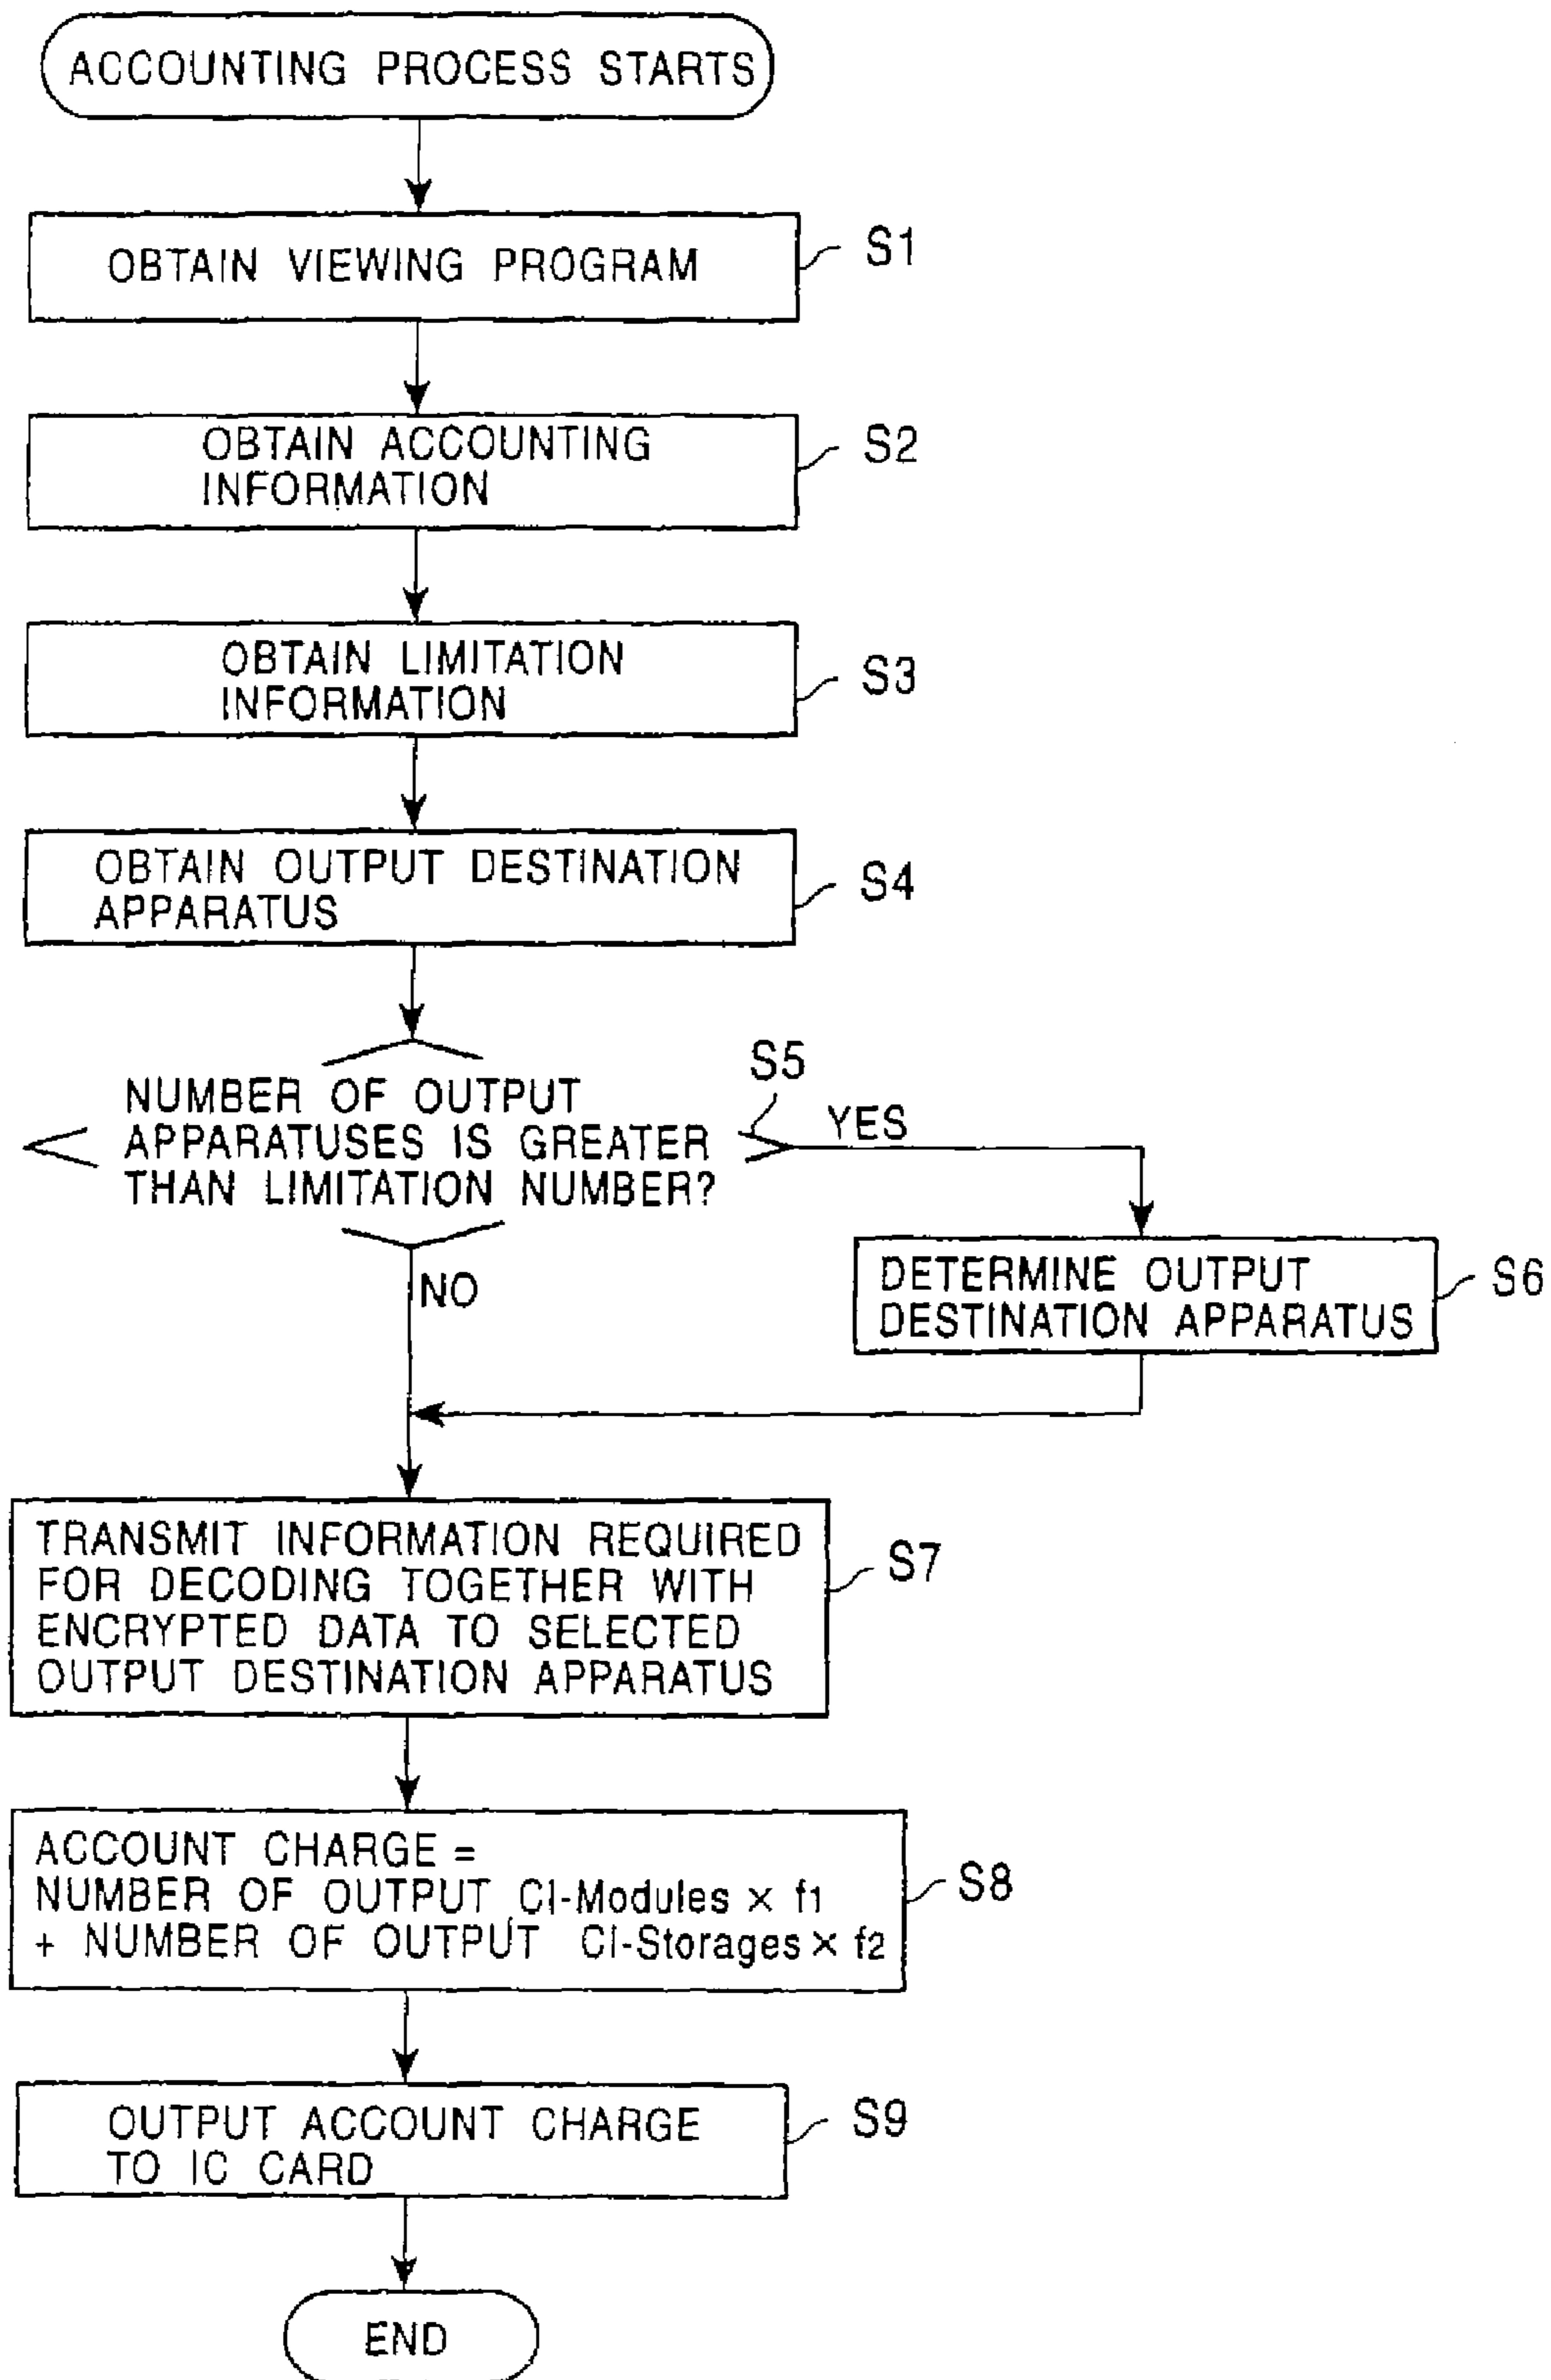 ACCOUNTING PROCESS STARTS
OBTAIN VIEWING PROGRAM
S1
OBTAIN ACCOUNTING
INFORMATION
S2
OBTAIN LIMITATION
INFORMATION
S3
OBTAIN OUTPUT DESTINATION
APPARATUS
S4
NUMBER OF OUTPUT
APPARATUSES IS GREATER
THAN LIMITATION NUMBER?
S5
YES
NO
DETERMINE OUTPUT
DESTINATION APPARATUS
S6
TRANSMIT INFORMATION REQUIRED
FOR DECODING TOGETHER WITH
ENCRYPTED DATA TO SELECTED
OUTPUT DESTINATION APPARATUS
S7
ACCOUNT CHARGE =
NUMBER OF OUTPUT CI-Modules × f1
+ NUMBER OF OUTPUT CI-Storages × f2
S8
OUTPUT ACCOUNT CHARGE
TO IC CARD
S9
END